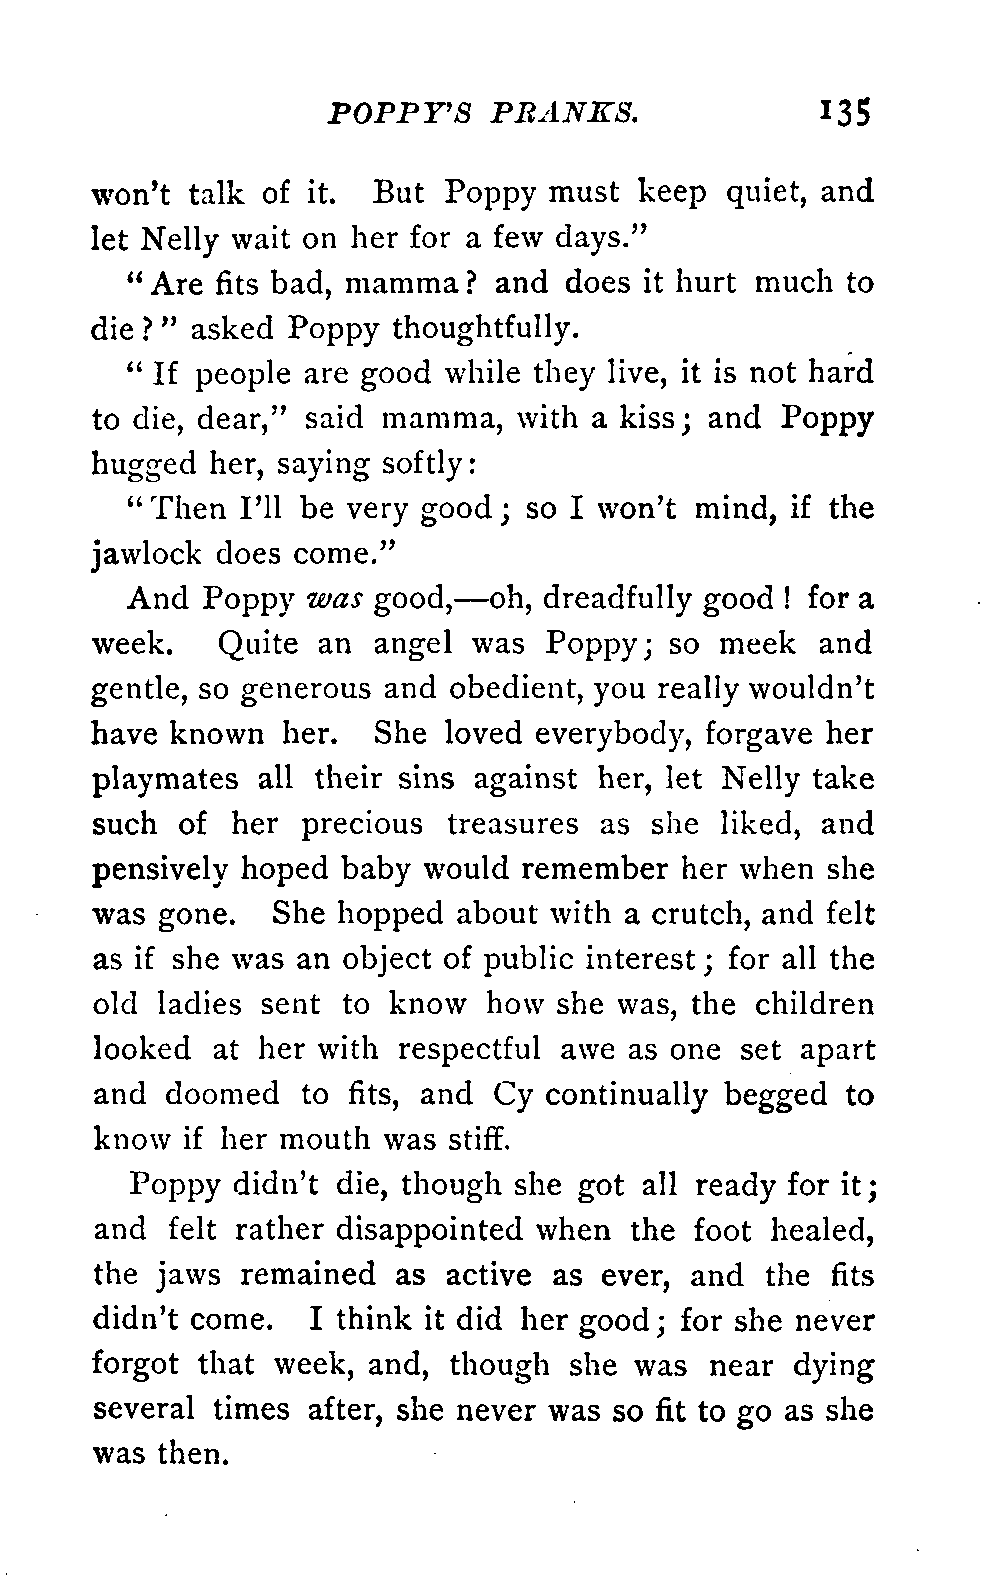 POPPY'S PRANKS. 135
won't talk of it. But Poppy must keep quiet, and
let Nelly wait on her for a few days."
"Are fits bad, mamma? and does it hurt much to
die?" asked Poppy thoughtfully.
"If people are good while they live, it is not hard
to die, dear," said mamma, with a kiss; and Poppy
hugged her, saying softly:
"Then I'll be very good; so I won't mind, if the
jawlock does come."
And Poppy was good,—oh, dreadfully good! for a
week. Quite an angel was Poppy; so meek and
gentle, so generous and obedient, you really wouldn't
have known her. She loved everybody, forgave her
playmates all their sins against her, let Nelly take
such of her precious treasures as she liked, and
pensively hoped baby would remember her when she
was gone. She hopped about with a crutch, and felt
as if she was an object of public interest; for all the
old ladies sent to know how she was, the children
looked at her with respectful awe as one set apart
and doomed to fits, and Cy continually begged to
know if her mouth was stiff.
Poppy didn't die, though she got all ready for it;
and felt rather disappointed when the foot healed,
the jaws remained as active as ever, and the fits
didn't come. I think it did her good; for she never
forgot that week, and, though she was near dying
several times after, she never was so fit to go as she
was then.